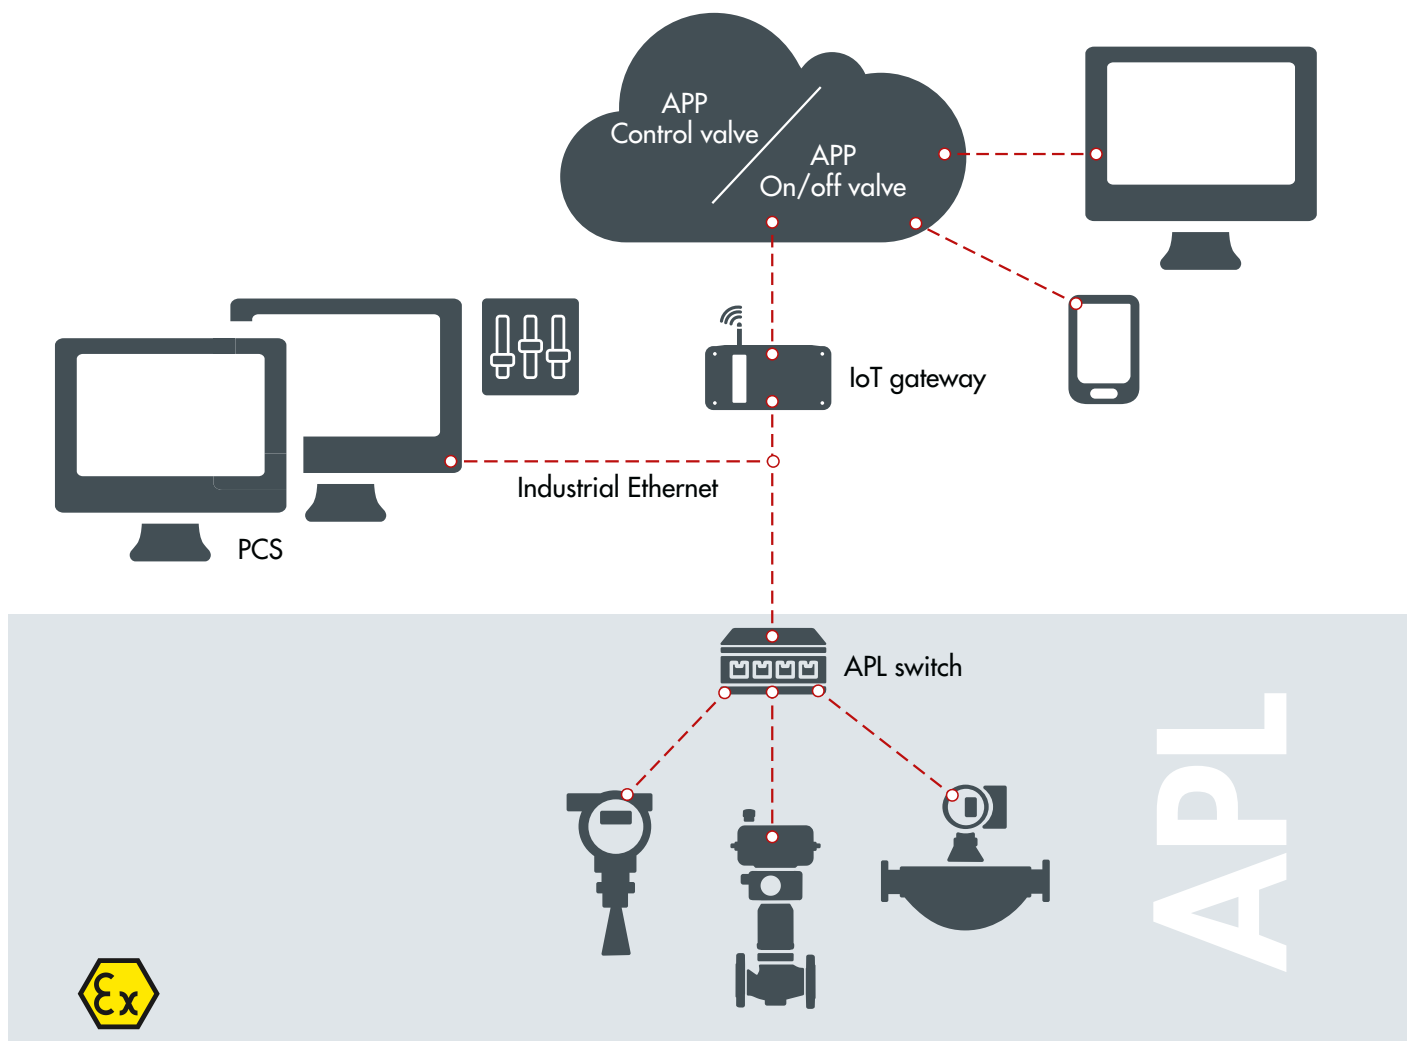 APP
Control valve
APP
On/off valve
IoT gateway
Industrial Ethernet
PCS
APL switch
APL
Ex